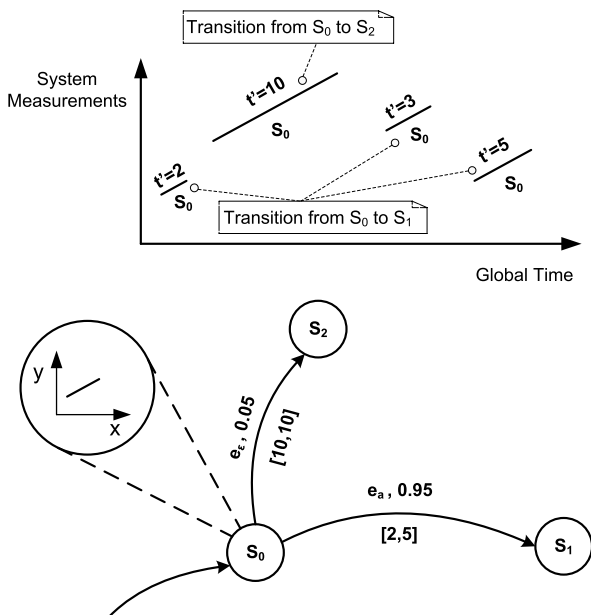 Transition from S0 to S2
System
Measurements
t'=10
S0
t'=3
S0
t'=2
S0
t'=5
S0
Transition from S0 to S1
Global Time
S2
y
x
eε , 0.05
[10,10]
ea , 0.95
[2,5]
S0
S1